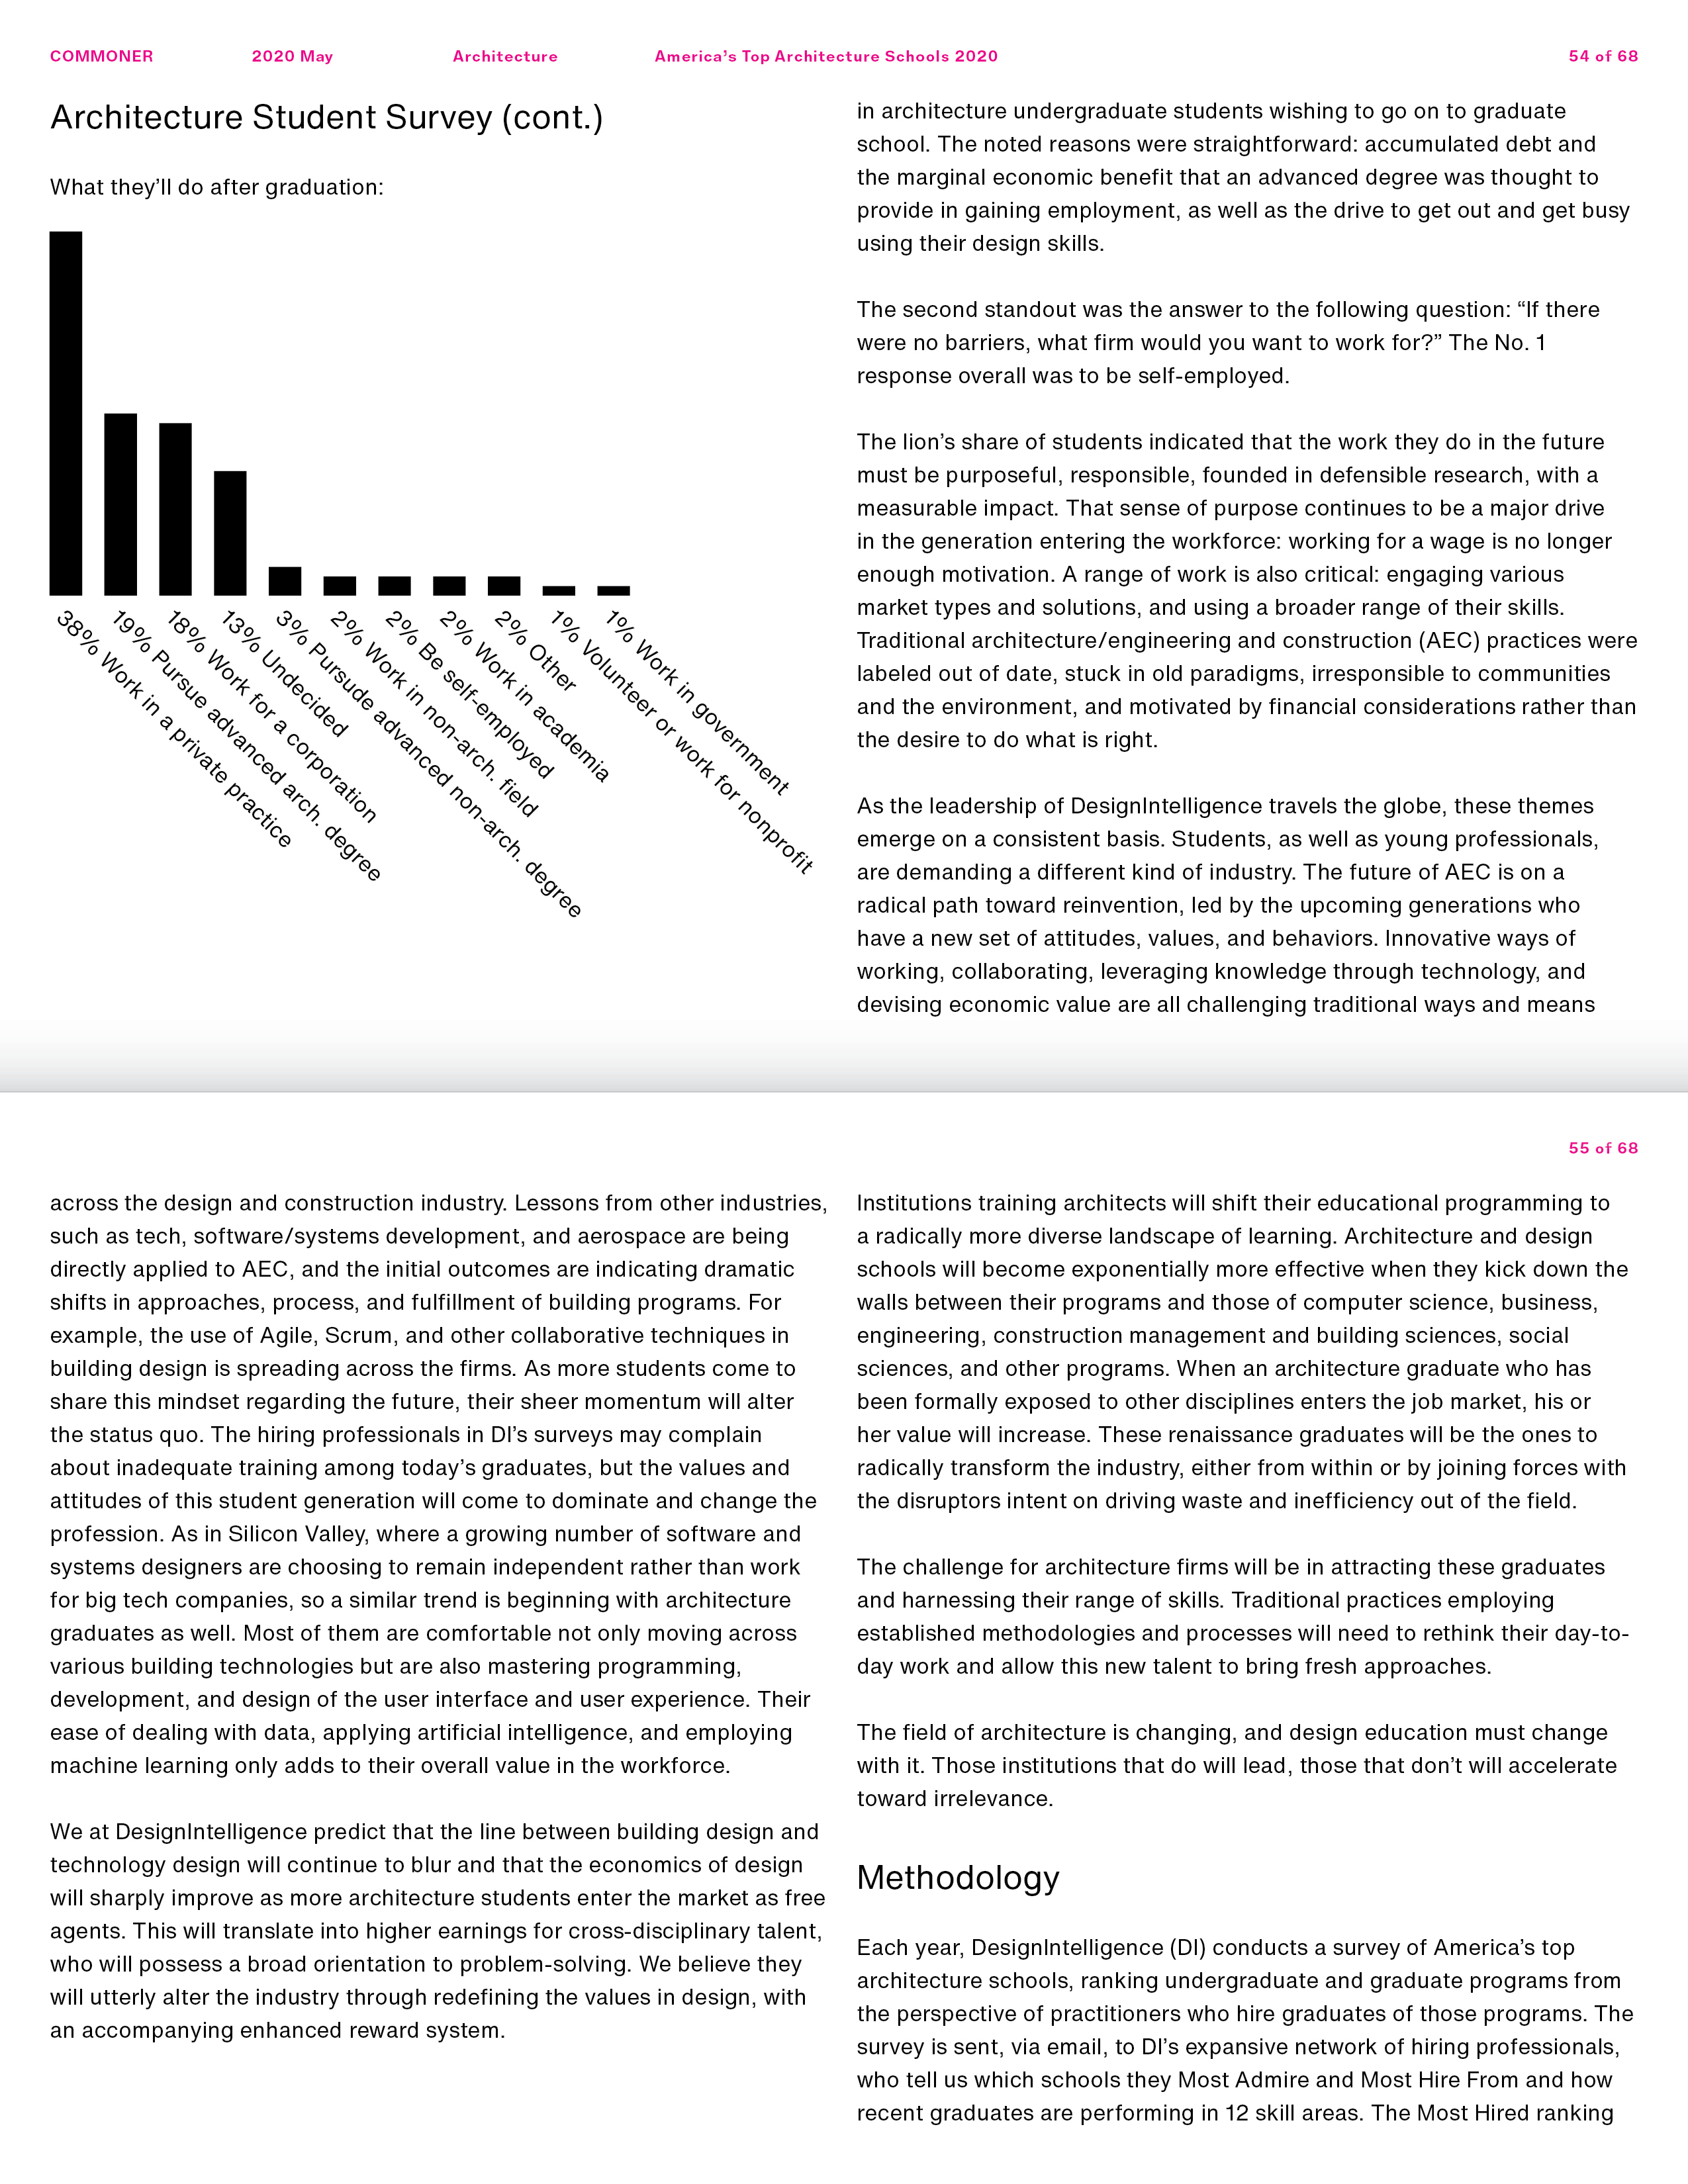 COMMONER
2020 May
Architecture
America’s Top Architecture Schools 2020
54 of 68
Architecture Student Survey (cont.)
What they’ll do after graduation:
38% Work in a private practice
19% Pursue advanced arch. degree
18% Work for a corporation
13% Undecided
3% Pursude advanced non-arch. degree
2% Work in non-arch. field
2% Be self-employed
2% Work in academia
2% Other
1% Volunteer or work for nonprofit
1% Work in government
in architecture undergraduate students wishing to go on to graduate
school. The noted reasons were straightforward: accumulated debt and
the marginal economic benefit that an advanced degree was thought to
provide in gaining employment, as well as the drive to get out and get busy
using their design skills.
The second standout was the answer to the following question: “If there
were no barriers, what firm would you want to work for?” The No. 1
response overall was to be self-employed.
The lion’s share of students indicated that the work they do in the future
must be purposeful, responsible, founded in defensible research, with a
measurable impact. That sense of purpose continues to be a major drive
in the generation entering the workforce: working for a wage is no longer
enough motivation. A range of work is also critical: engaging various
market types and solutions, and using a broader range of their skills.
Traditional architecture/engineering and construction (AEC) practices were
labeled out of date, stuck in old paradigms, irresponsible to communities
and the environment, and motivated by financial considerations rather than
the desire to do what is right.
As the leadership of DesignIntelligence travels the globe, these themes
emerge on a consistent basis. Students, as well as young professionals,
are demanding a different kind of industry. The future of AEC is on a
radical path toward reinvention, led by the upcoming generations who
have a new set of attitudes, values, and behaviors. Innovative ways of
working, collaborating, leveraging knowledge through technology, and
devising economic value are all challenging traditional ways and means
55 of 68
across the design and construction industry. Lessons from other industries,
such as tech, software/systems development, and aerospace are being
directly applied to AEC, and the initial outcomes are indicating dramatic
shifts in approaches, process, and fulfillment of building programs. For
example, the use of Agile, Scrum, and other collaborative techniques in
building design is spreading across the firms. As more students come to
share this mindset regarding the future, their sheer momentum will alter
the status quo. The hiring professionals in DI’s surveys may complain
about inadequate training among today’s graduates, but the values and
attitudes of this student generation will come to dominate and change the
profession. As in Silicon Valley, where a growing number of software and
systems designers are choosing to remain independent rather than work
for big tech companies, so a similar trend is beginning with architecture
graduates as well. Most of them are comfortable not only moving across
various building technologies but are also mastering programming,
development, and design of the user interface and user experience. Their
ease of dealing with data, applying artificial intelligence, and employing
machine learning only adds to their overall value in the workforce.
We at DesignIntelligence predict that the line between building design and
technology design will continue to blur and that the economics of design
will sharply improve as more architecture students enter the market as free
agents. This will translate into higher earnings for cross-disciplinary talent,
who will possess a broad orientation to problem-solving. We believe they
will utterly alter the industry through redefining the values in design, with
an accompanying enhanced reward system.
Institutions training architects will shift their educational programming to
a radically more diverse landscape of learning. Architecture and design
schools will become exponentially more effective when they kick down the
walls between their programs and those of computer science, business,
engineering, construction management and building sciences, social
sciences, and other programs. When an architecture graduate who has
been formally exposed to other disciplines enters the job market, his or
her value will increase. These renaissance graduates will be the ones to
radically transform the industry, either from within or by joining forces with
the disruptors intent on driving waste and inefficiency out of the field.
The challenge for architecture firms will be in attracting these graduates
and harnessing their range of skills. Traditional practices employing
established methodologies and processes will need to rethink their day-to-
day work and allow this new talent to bring fresh approaches.
The field of architecture is changing, and design education must change
with it. Those institutions that do will lead, those that don’t will accelerate
toward irrelevance.
Methodology
Each year, DesignIntelligence (DI) conducts a survey of America’s top
architecture schools, ranking undergraduate and graduate programs from
the perspective of practitioners who hire graduates of those programs. The
survey is sent, via email, to DI’s expansive network of hiring professionals,
who tell us which schools they Most Admire and Most Hire From and how
recent graduates are performing in 12 skill areas. The Most Hired ranking